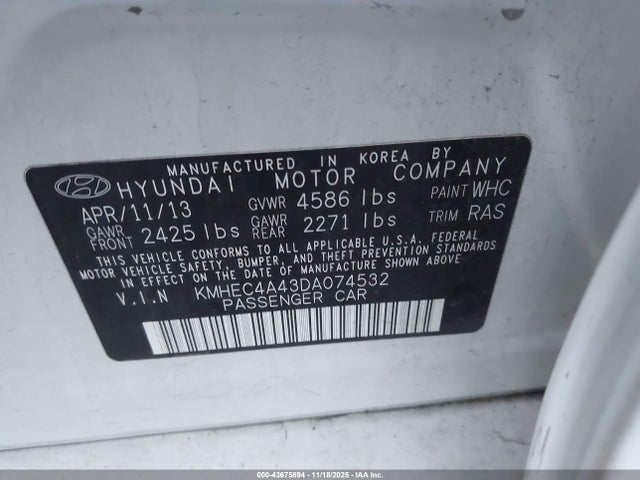 MANUFACTURED IN KOREA BY
HYUNDAI MOTOR COMPANY
APR/11/13 GVWR 4586 lbs PAINT WHC
GAWR FRONT 2425 lbs GAWR REAR 2271 lbs TRIM RAS
THIS VEHICLE CONFORMS TO ALL APPLICABLE U.S.A. FEDERAL
MOTOR VEHICLE SAFETY, BUMPER, AND THEFT PREVENTION
STANDARDS IN EFFECT ON THE DATE OF MANUFACTURE SHOWN ABOVE.
V.I.N KMHEC4A43DA074532
PASSENGER CAR
000-43675894 | 11/18/2025 - IAA Inc.